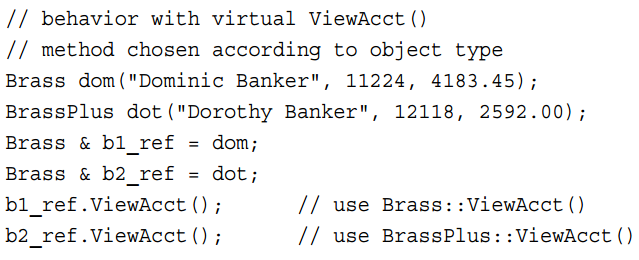 // behavior with virtual ViewAcct()
// method chosen according to object type
Brass dom("Dominic Banker", 11224, 4183.45);
BrassPlus dot("Dorothy Banker", 12118, 2592.00);
Brass & b1_ref = dom;
Brass & b2_ref = dot;
b1_ref.ViewAcct();      // use Brass::ViewAcct()
b2_ref.ViewAcct();      // use BrassPlus::ViewAcct()